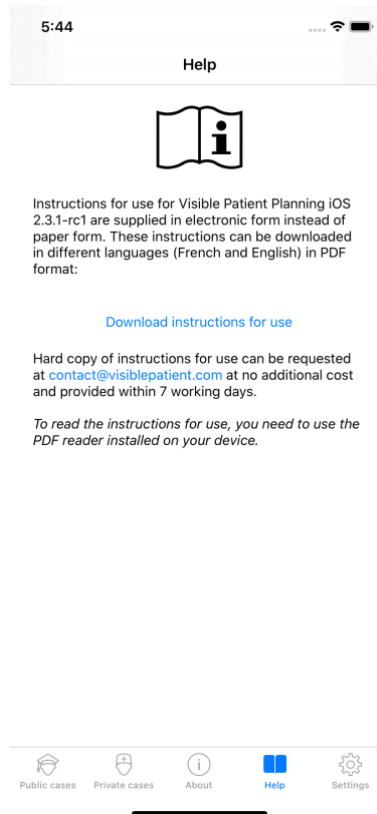 5:44
Help
Instructions for use for Visible Patient Planning iOS
2.3.1-rc1 are supplied in electronic form instead of
paper form. These instructions can be downloaded
in different languages (French and English) in PDF
format:
Download instructions for use
Hard copy of instructions for use can be requested
at contact@visiblepatient.com at no additional cost
and provided within 7 working days.
To read the instructions for use, you need to use the
PDF reader installed on your device.
Public cases Private cases About Help Settings